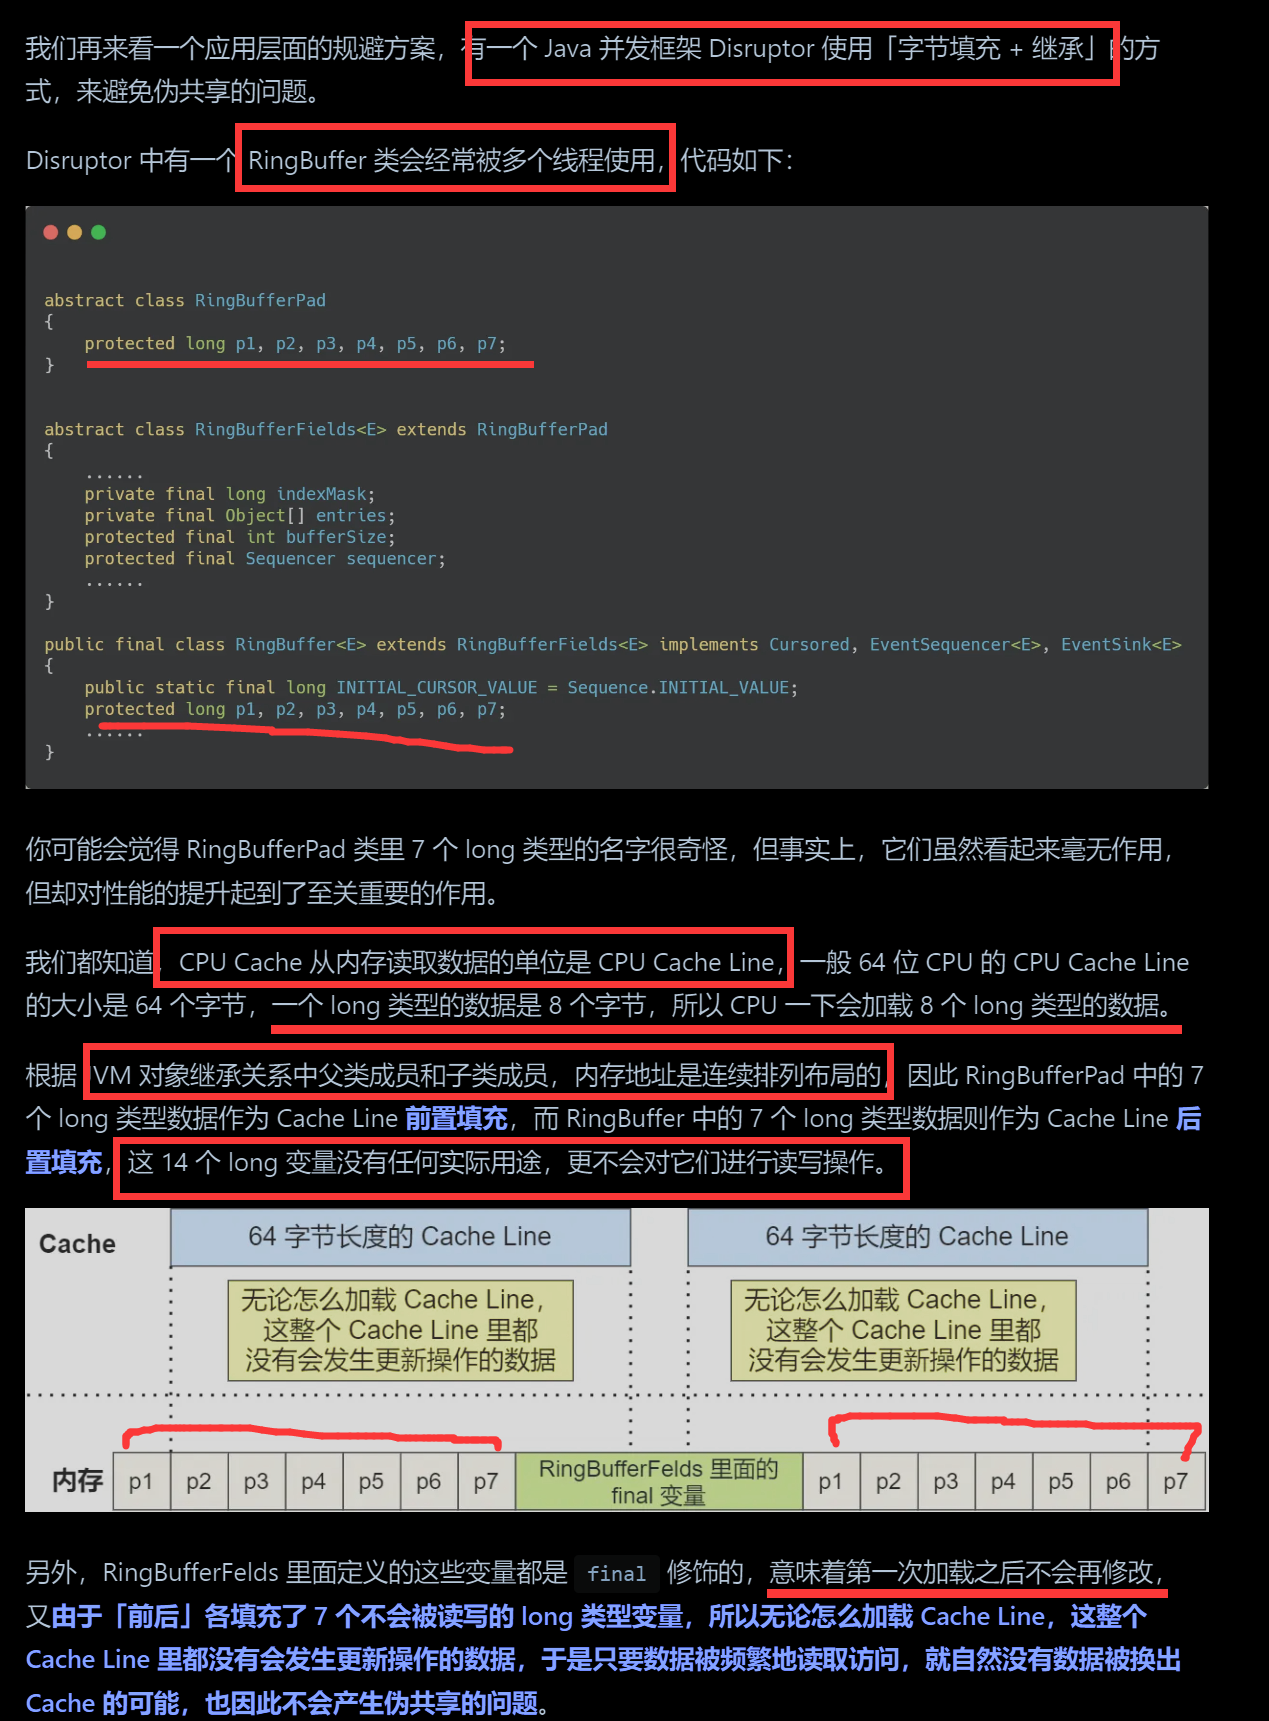 我们再来看一个应用层面的规避方案，有一个 Java 并发框架 Disruptor 使用「字节填充 + 继承」的方
式，来避免伪共享的问题。
Disruptor 中有一个 RingBuffer 类会经常被多个线程使用，代码如下：
abstract class RingBufferPad
{
    protected long p1, p2, p3, p4, p5, p6, p7;
}
abstract class RingBufferFields<E> extends RingBufferPad
{
    ......
    private final long indexMask;
    private final Object[] entries;
    protected final int bufferSize;
    protected final Sequencer sequencer;
    ......
}
public final class RingBuffer<E> extends RingBufferFields<E> implements Cursored, EventSequencer<E>, EventSink<E>
{
    public static final long INITIAL_CURSOR_VALUE = Sequence.INITIAL_VALUE;
    protected long p1, p2, p3, p4, p5, p6, p7;
    ......
}
你可能会觉得 RingBufferPad 类里 7 个 long 类型的名字很奇怪，但事实上，它们虽然看起来毫无作用，
但却对性能的提升起到了至关重要的作用。
我们都知道，CPU Cache 从内存读取数据的单位是 CPU Cache Line，一般 64 位 CPU 的 CPU Cache Line
的大小是 64 个字节，一个 long 类型的数据是 8 个字节，所以 CPU 一下会加载 8 个 long 类型的数据。
根据 JVM 对象继承关系中父类成员和子类成员，内存地址是连续排列布局的，因此 RingBufferPad 中的 7
个 long 类型数据作为 Cache Line 前置填充，而 RingBuffer 中的 7 个 long 类型数据则作为 Cache Line 后
置填充，这 14 个 long 变量没有任何实际用途，更不会对它们进行读写操作。
Cache
64 字节长度的 Cache Line
64 字节长度的 Cache Line
无论怎么加载 Cache Line，
这整个 Cache Line 里都
没有会发生更新操作的数据
无论怎么加载 Cache Line，
这整个 Cache Line 里都
没有会发生更新操作的数据
内存 p1 p2 p3 p4 p5 p6 p7
RingBufferFelds 里面的
final 变量
p1 p2 p3 p4 p5 p6 p7
另外，RingBufferFelds 里面定义的这些变量都是 final 修饰的，意味着第一次加载之后不会再修改，
又由于「前后」各填充了 7 个不会被读写的 long 类型变量，所以无论怎么加载 Cache Line，这整个
Cache Line 里都没有会发生更新操作的数据，于是只要数据被频繁地读取访问，就自然没有数据被换出
Cache 的可能，也因此不会产生伪共享的问题。